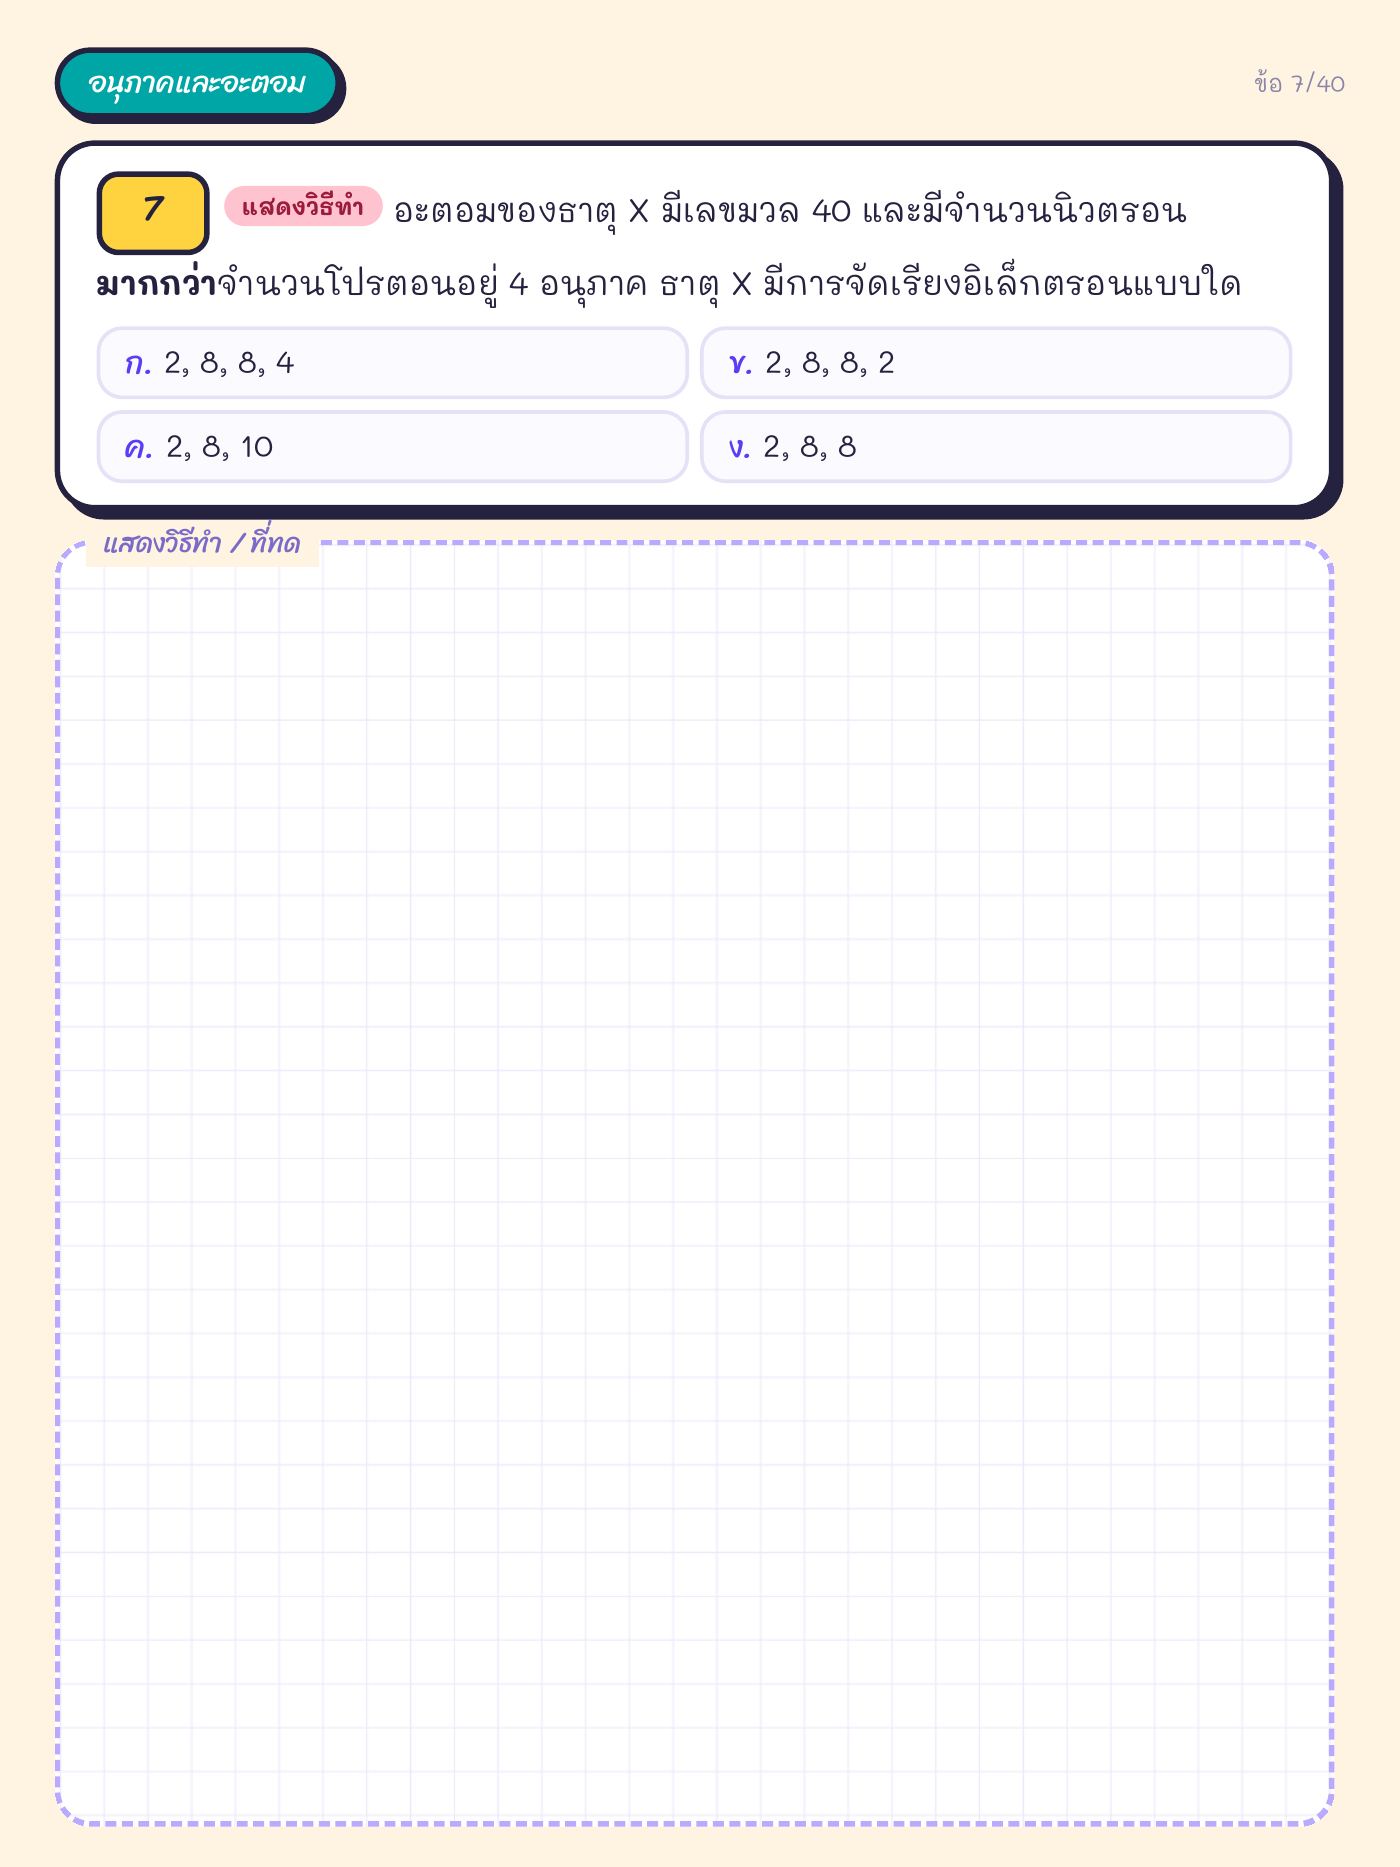 อนุภาคและอะตอม
ข้อ 7/40
7 แสดงวิธีทำ อะตอมของธาตุ X มีเลขมวล 40 และมีจำนวนนิวตรอน
มากกว่าจำนวนโปรตอนอยู่ 4 อนุภาค ธาตุ X มีการจัดเรียงอิเล็กตรอนแบบใด
ก. 2, 8, 8, 4
ข. 2, 8, 8, 2
ค. 2, 8, 10
ง. 2, 8, 8
แสดงวิธีทำ / ที่ทด